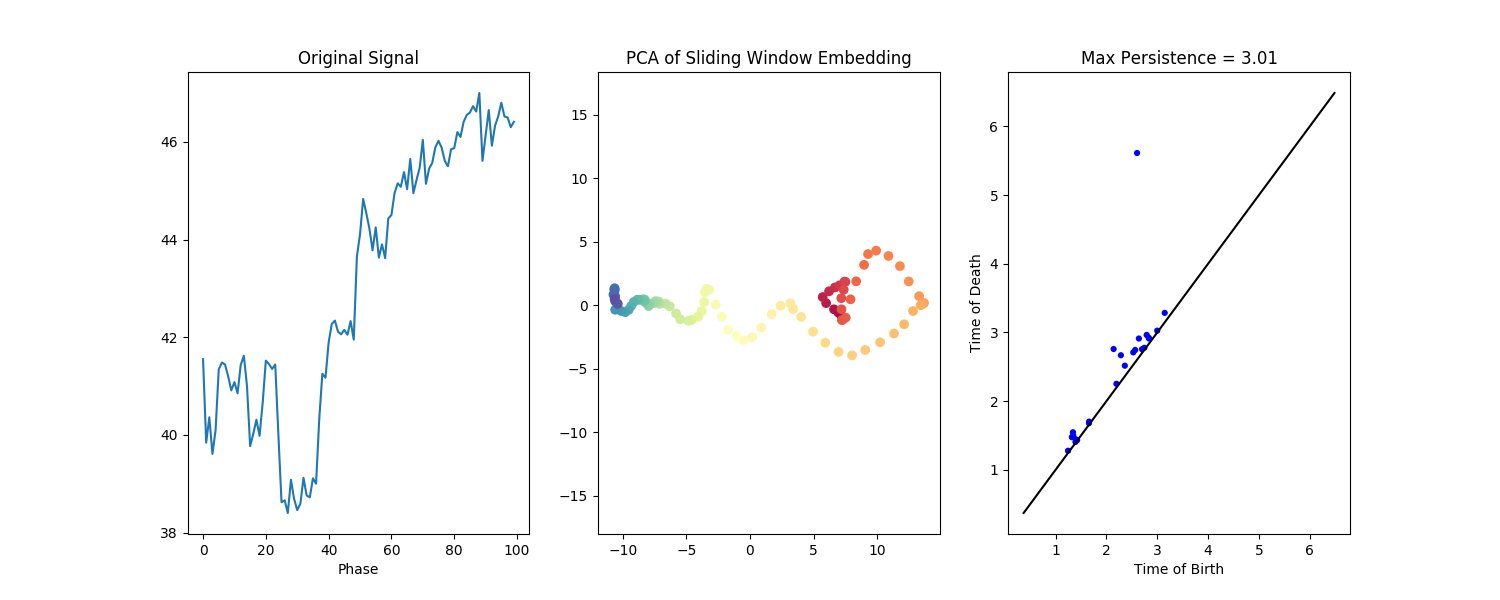 Original Signal
46
44
42
40
38
0 20 40 60 80 100
Phase
PCA of Sliding Window Embedding
15
10
5
0
−5
−10
−15
−10 −5 0 5 10
Max Persistence = 3.01
Time of Death
6
5
4
3
2
1
1 2 3 4 5 6
Time of Birth